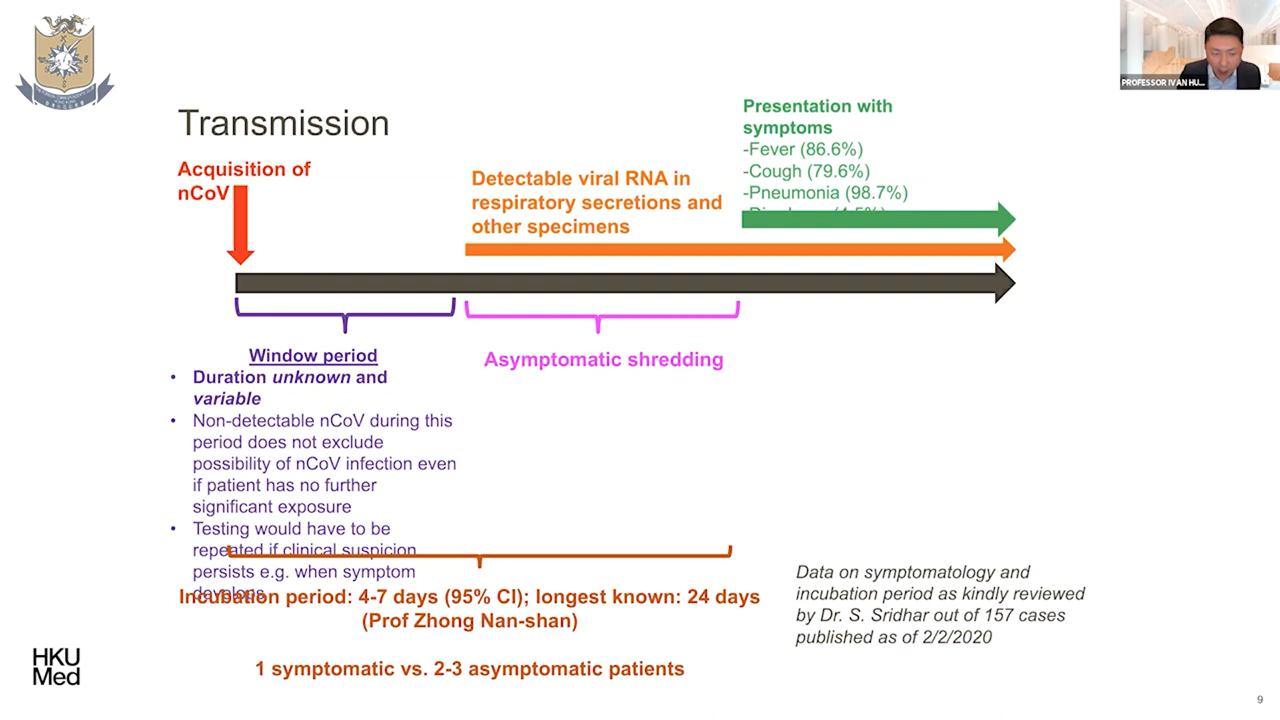 PROFESSOR IVAN HU...
Transmission
Acquisition of
nCoV
Detectable viral RNA in
respiratory secretions and
other specimens
Presentation with
symptoms
-Fever (86.6%)
-Cough (79.6%)
-Pneumonia (98.7%)
Window period
• Duration unknown and
variable
• Non-detectable nCoV during this
period does not exclude
possibility of nCoV infection even
if patient has no further
significant exposure
• Testing would have to be
repeated if clinical suspicion
persists e.g. when symptom
Asymptomatic shredding
Incubation period: 4-7 days (95% CI); longest known: 24 days
(Prof Zhong Nan-shan)
1 symptomatic vs. 2-3 asymptomatic patients
Data on symptomatology and
incubation period as kindly reviewed
by Dr. S. Sridhar out of 157 cases
published as of 2/2/2020
HKU
Med
9